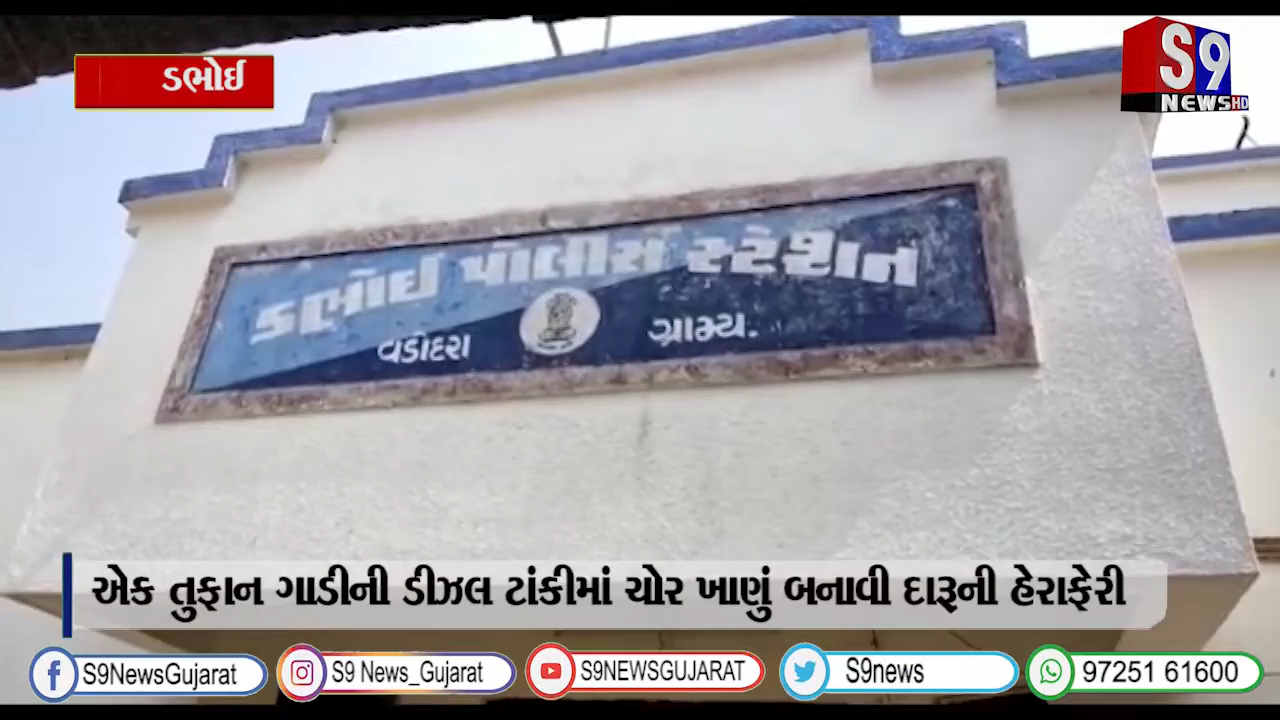 ડભોઈ
S9
NEWS HD
ડભોઈ પોલીસ સ્ટેશન
વડોદરા ગ્રામ્ય.
એક તુફાન ગાડીની ડીઝલ ટાંકીમાં ચોર ખાણું બનાવી દારૂની હેરાફેરી
S9NewsGujarat S9 News_Gujarat S9NEWSGUJARAT S9news 97251 61600